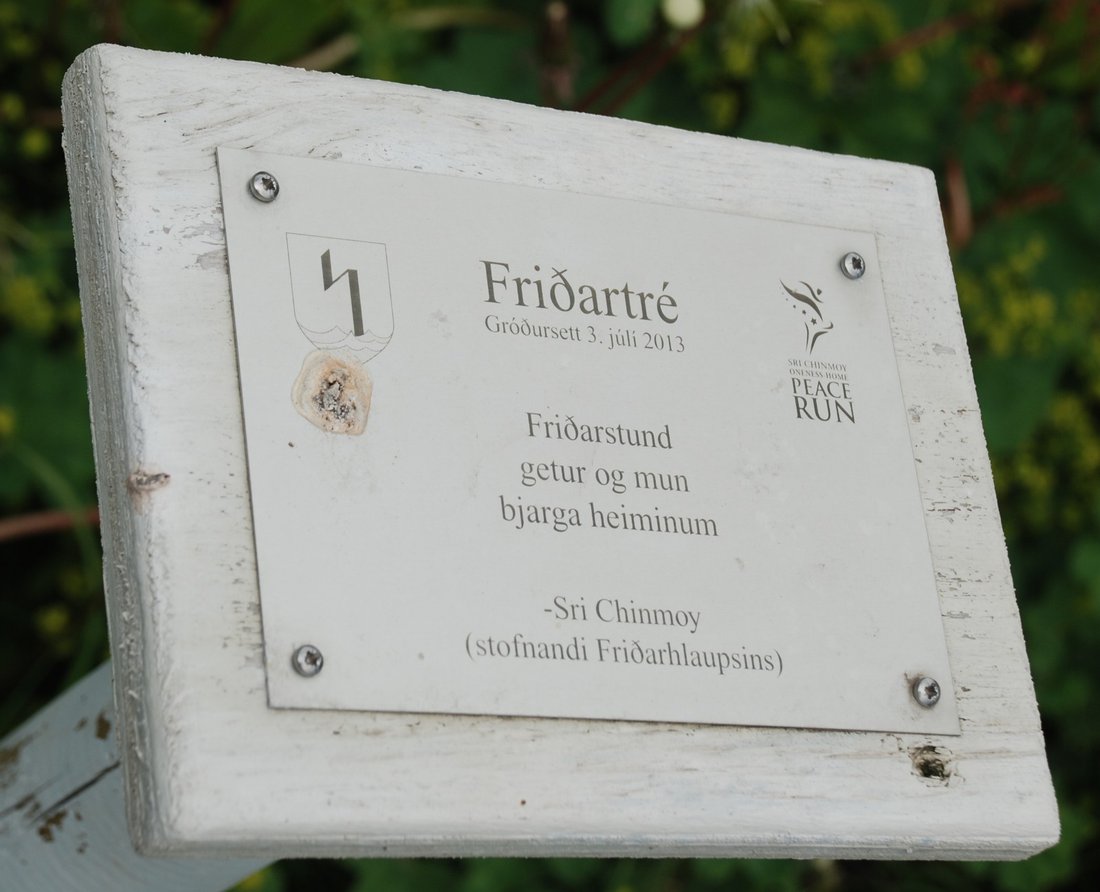 Friðartré
Gróðursett 3. júlí 2013
SRI CHINMOY
ONENESS HOME
PEACE
RUN
Friðarstund
getur og mun
bjarga heiminum
-Sri Chinmoy
(stofnandi Friðarhlaupsins)